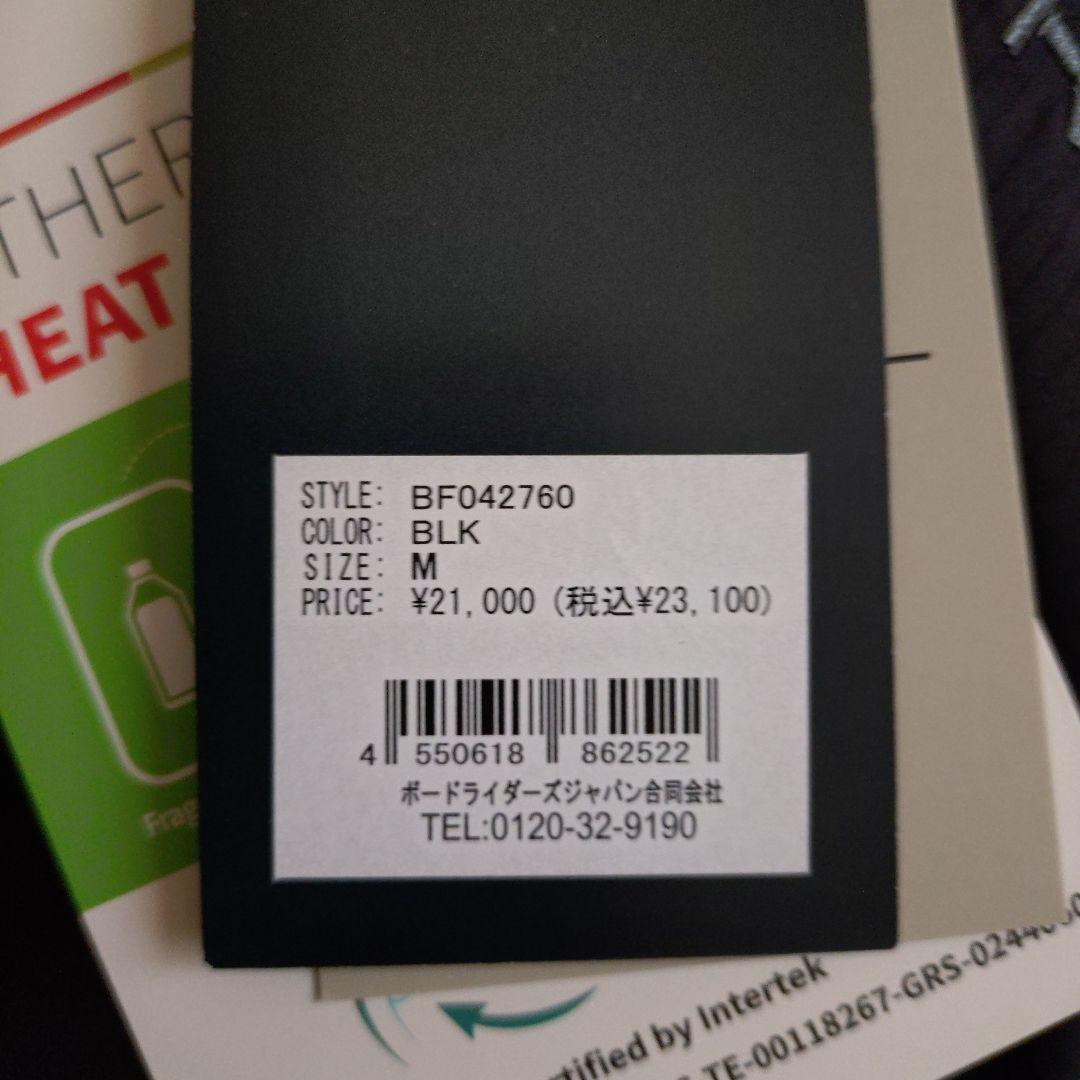 THER
HEAT
STYLE: BF042760
COLOR: BLK
SIZE: M
PRICE: ¥21,000 (税込¥23,100)
4 550618 862522
ボードライダーズジャパン合同会社
TEL:0120-32-9190
Frag
rtified by Intertek
TE-00118267-GRS-0244